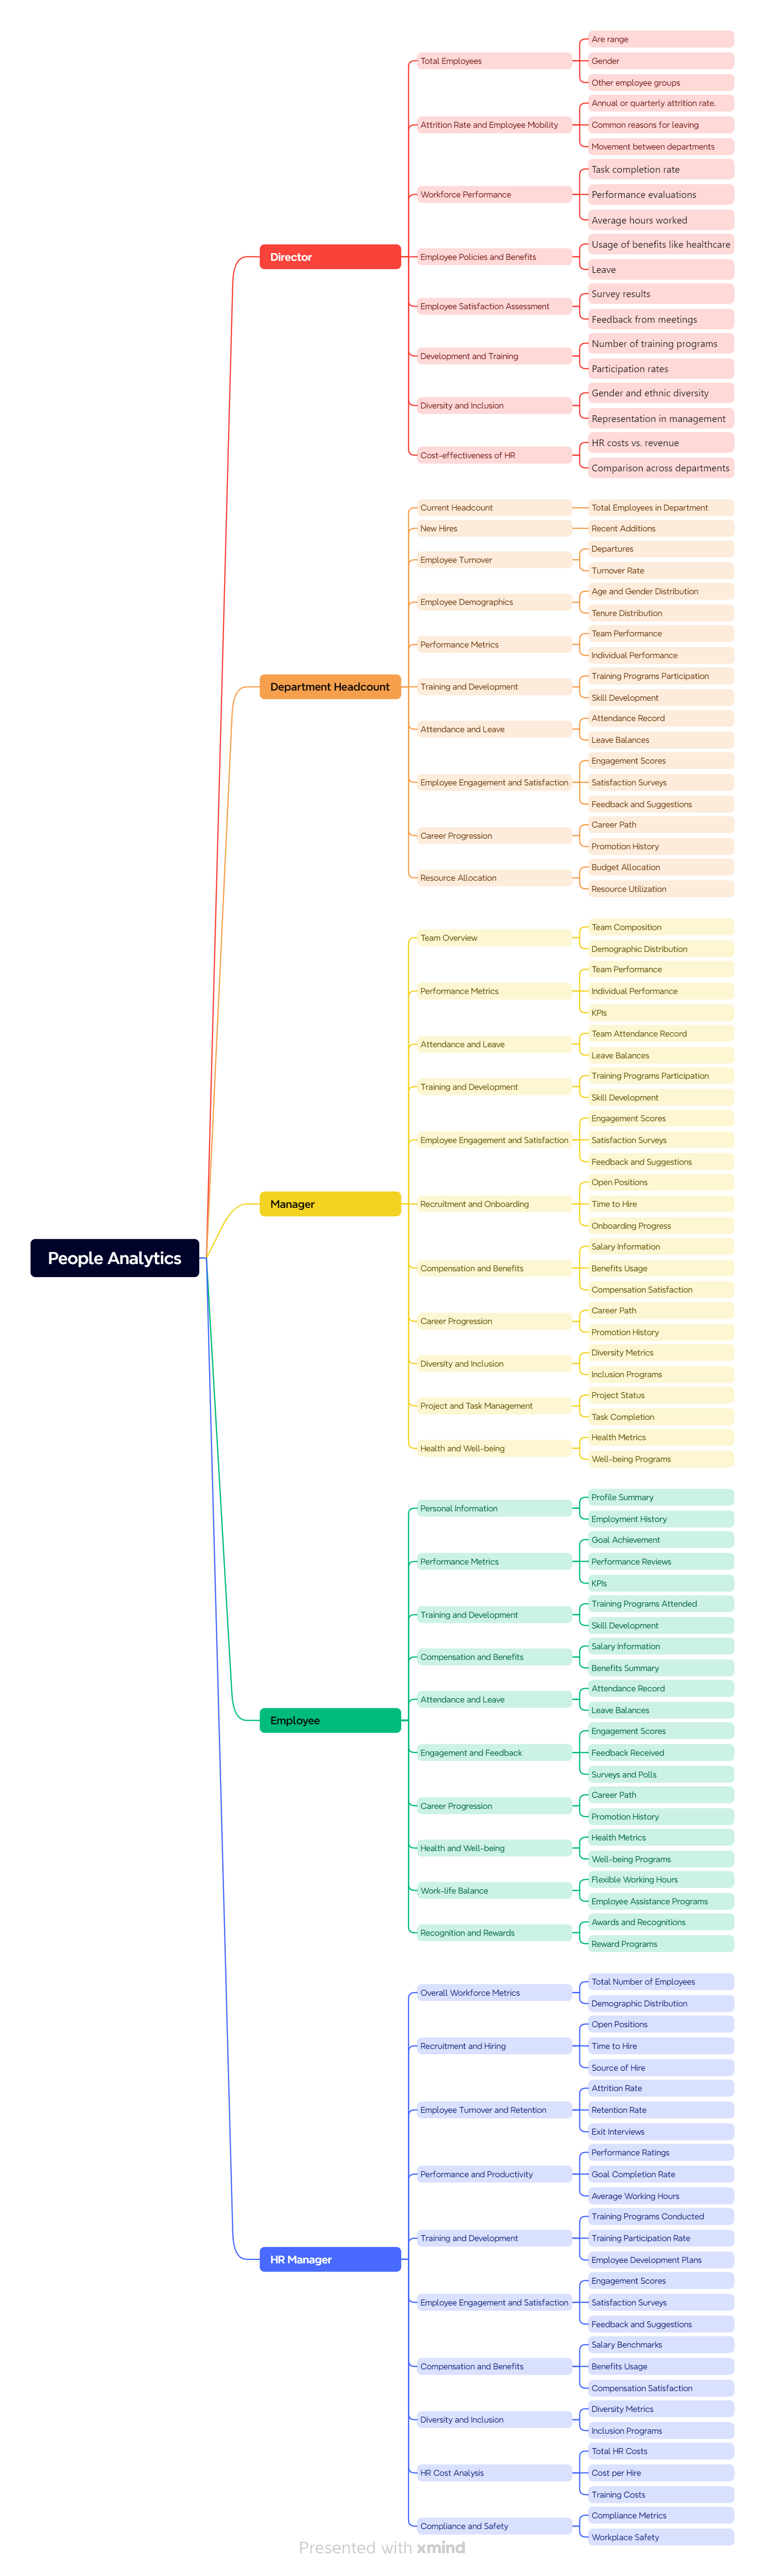 People Analytics
Director
Total Employees
Are range
Gender
Other employee groups
Attrition Rate and Employee Mobility
Annual or quarterly attrition rate.
Common reasons for leaving
Movement between departments
Workforce Performance
Task completion rate
Performance evaluations
Average hours worked
Employee Policies and Benefits
Usage of benefits like healthcare
Leave
Employee Satisfaction Assessment
Survey results
Feedback from meetings
Development and Training
Number of training programs
Participation rates
Diversity and Inclusion
Gender and ethnic diversity
Representation in management
Cost-effectiveness of HR
HR costs vs. revenue
Comparison across departments
Department Headcount
Current Headcount
Total Employees in Department
New Hires
Recent Additions
Employee Turnover
Departures
Turnover Rate
Employee Demographics
Age and Gender Distribution
Tenure Distribution
Performance Metrics
Team Performance
Individual Performance
Training and Development
Training Programs Participation
Skill Development
Attendance and Leave
Attendance Record
Leave Balances
Employee Engagement and Satisfaction
Engagement Scores
Satisfaction Surveys
Feedback and Suggestions
Career Progression
Career Path
Promotion History
Resource Allocation
Budget Allocation
Resource Utilization
Manager
Team Overview
Team Composition
Demographic Distribution
Performance Metrics
Team Performance
Individual Performance
KPIs
Attendance and Leave
Team Attendance Record
Leave Balances
Training and Development
Training Programs Participation
Skill Development
Employee Engagement and Satisfaction
Engagement Scores
Satisfaction Surveys
Feedback and Suggestions
Recruitment and Onboarding
Open Positions
Time to Hire
Onboarding Progress
Compensation and Benefits
Salary Information
Benefits Usage
Compensation Satisfaction
Career Progression
Career Path
Promotion History
Diversity and Inclusion
Diversity Metrics
Inclusion Programs
Project and Task Management
Project Status
Task Completion
Health and Well-being
Health Metrics
Well-being Programs
Employee
Personal Information
Profile Summary
Employment History
Performance Metrics
Goal Achievement
Performance Reviews
KPIs
Training and Development
Training Programs Attended
Skill Development
Compensation and Benefits
Salary Information
Benefits Summary
Attendance and Leave
Attendance Record
Leave Balances
Engagement and Feedback
Engagement Scores
Feedback Received
Surveys and Polls
Career Progression
Career Path
Promotion History
Health and Well-being
Health Metrics
Well-being Programs
Work-life Balance
Flexible Working Hours
Employee Assistance Programs
Recognition and Rewards
Awards and Recognitions
Reward Programs
HR Manager
Overall Workforce Metrics
Total Number of Employees
Demographic Distribution
Recruitment and Hiring
Open Positions
Time to Hire
Source of Hire
Employee Turnover and Retention
Attrition Rate
Retention Rate
Exit Interviews
Performance and Productivity
Performance Ratings
Goal Completion Rate
Average Working Hours
Training and Development
Training Programs Conducted
Training Participation Rate
Employee Development Plans
Employee Engagement and Satisfaction
Engagement Scores
Satisfaction Surveys
Feedback and Suggestions
Compensation and Benefits
Salary Benchmarks
Benefits Usage
Compensation Satisfaction
Diversity and Inclusion
Diversity Metrics
Inclusion Programs
HR Cost Analysis
Total HR Costs
Cost per Hire
Training Costs
Compliance and Safety
Compliance Metrics
Workplace Safety
Presented with xmind